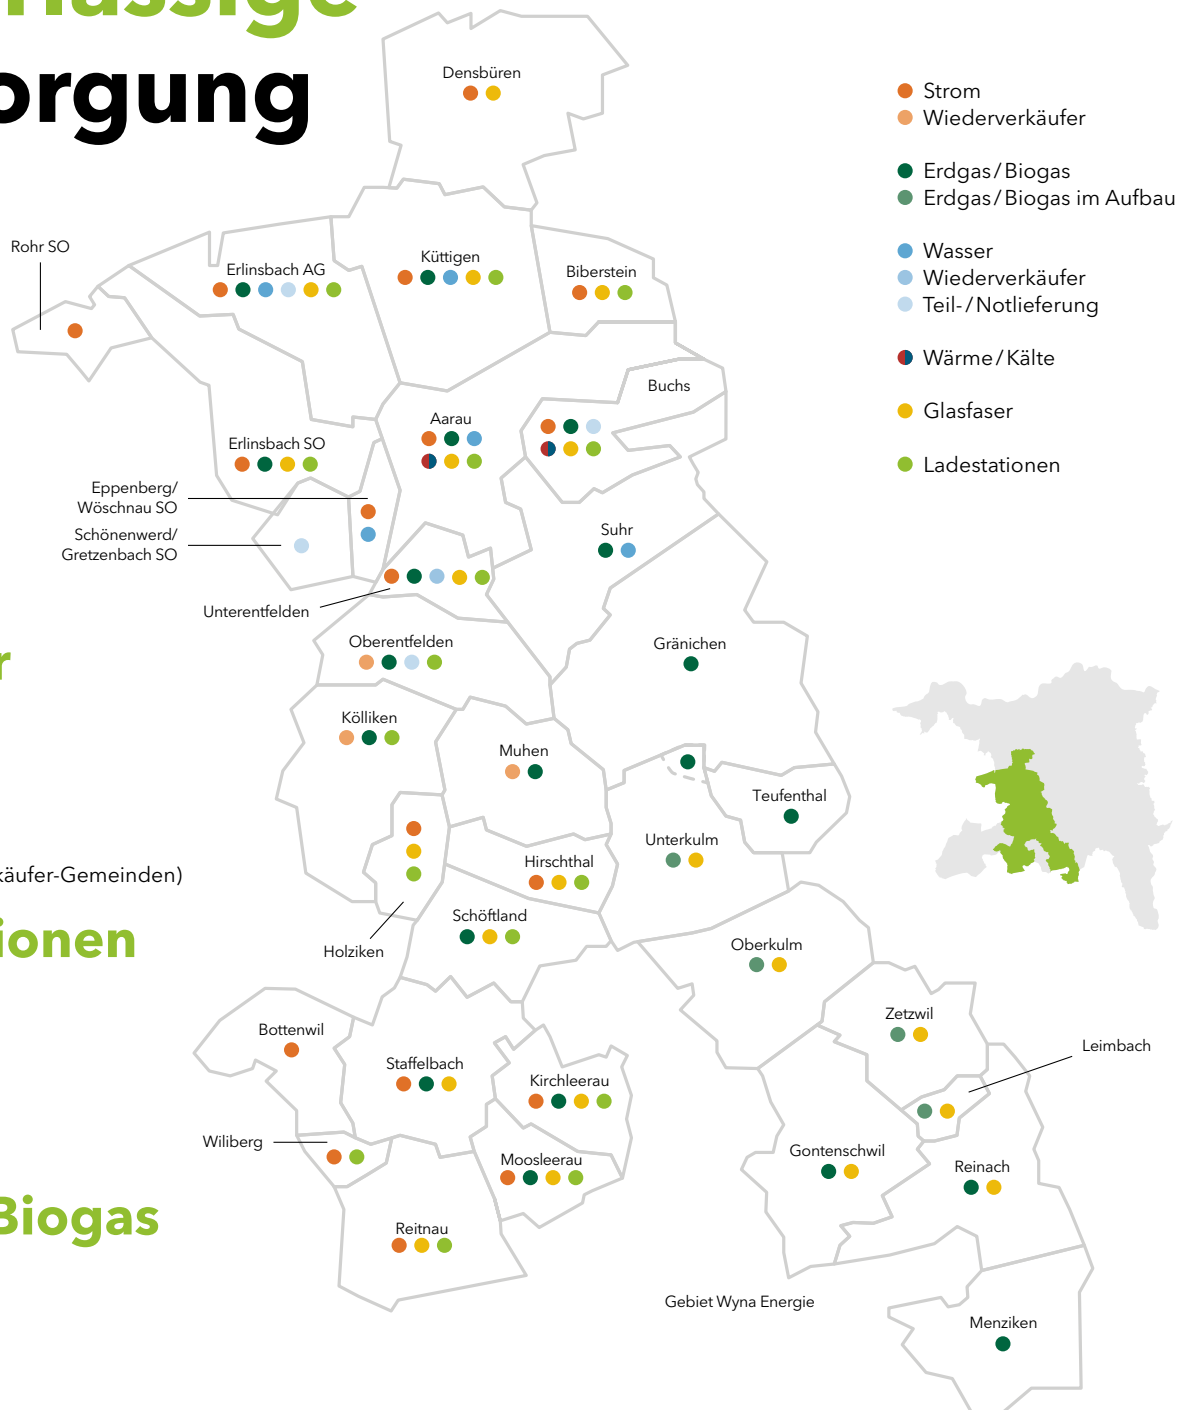 orgung
Densbüren
Strom
Wiederverkäufer
Erdgas/Biogas
Erdgas/Biogas im Aufbau
Wasser
Wiederverkäufer
Teil-/Notlieferung
Wärme/Kälte
Glasfaser
Ladestationen
Rohr SO
Erlinsbach AG
Küttigen
Biberstein
Buchs
Aarau
Erlinsbach SO
Eppenberg/
Wöschnau SO
Schönenwerd/
Gretzenbach SO
Suhr
Unterentfelden
Oberentfelden
Gränichen
r
Kölliken
Muhen
Teufenthal
Unterkulm
Hirschthal
käufer-Gemeinden)
Schöftland
ionen
Holziken
Oberkulm
Bottenwil
Zetzwil
Leimbach
Staffelbach
Kirchleerau
Wiliberg
Moosleerau
Gontenschwil
Reinach
Biogas
Reitnau
Gebiet Wyna Energie
Menziken